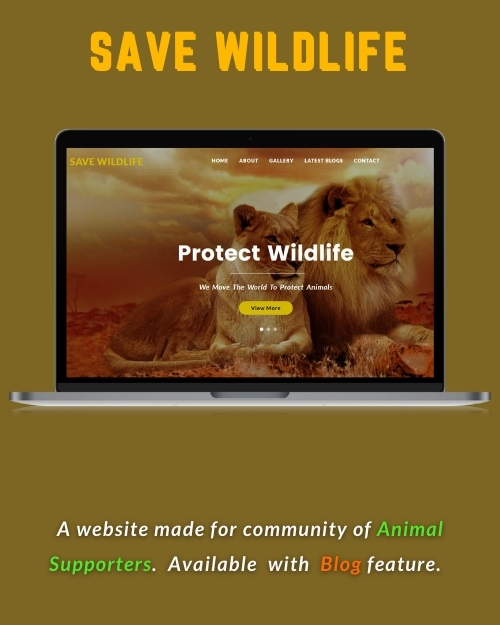 SAVE WILDLIFE
SAVE WILDLIFE
HOME ABOUT GALLERY LATEST BLOGS CONTACT
Protect Wildlife
We Move The World To Protect Animals
View More
A website made for community of Animal
Supporters. Available with Blog feature.